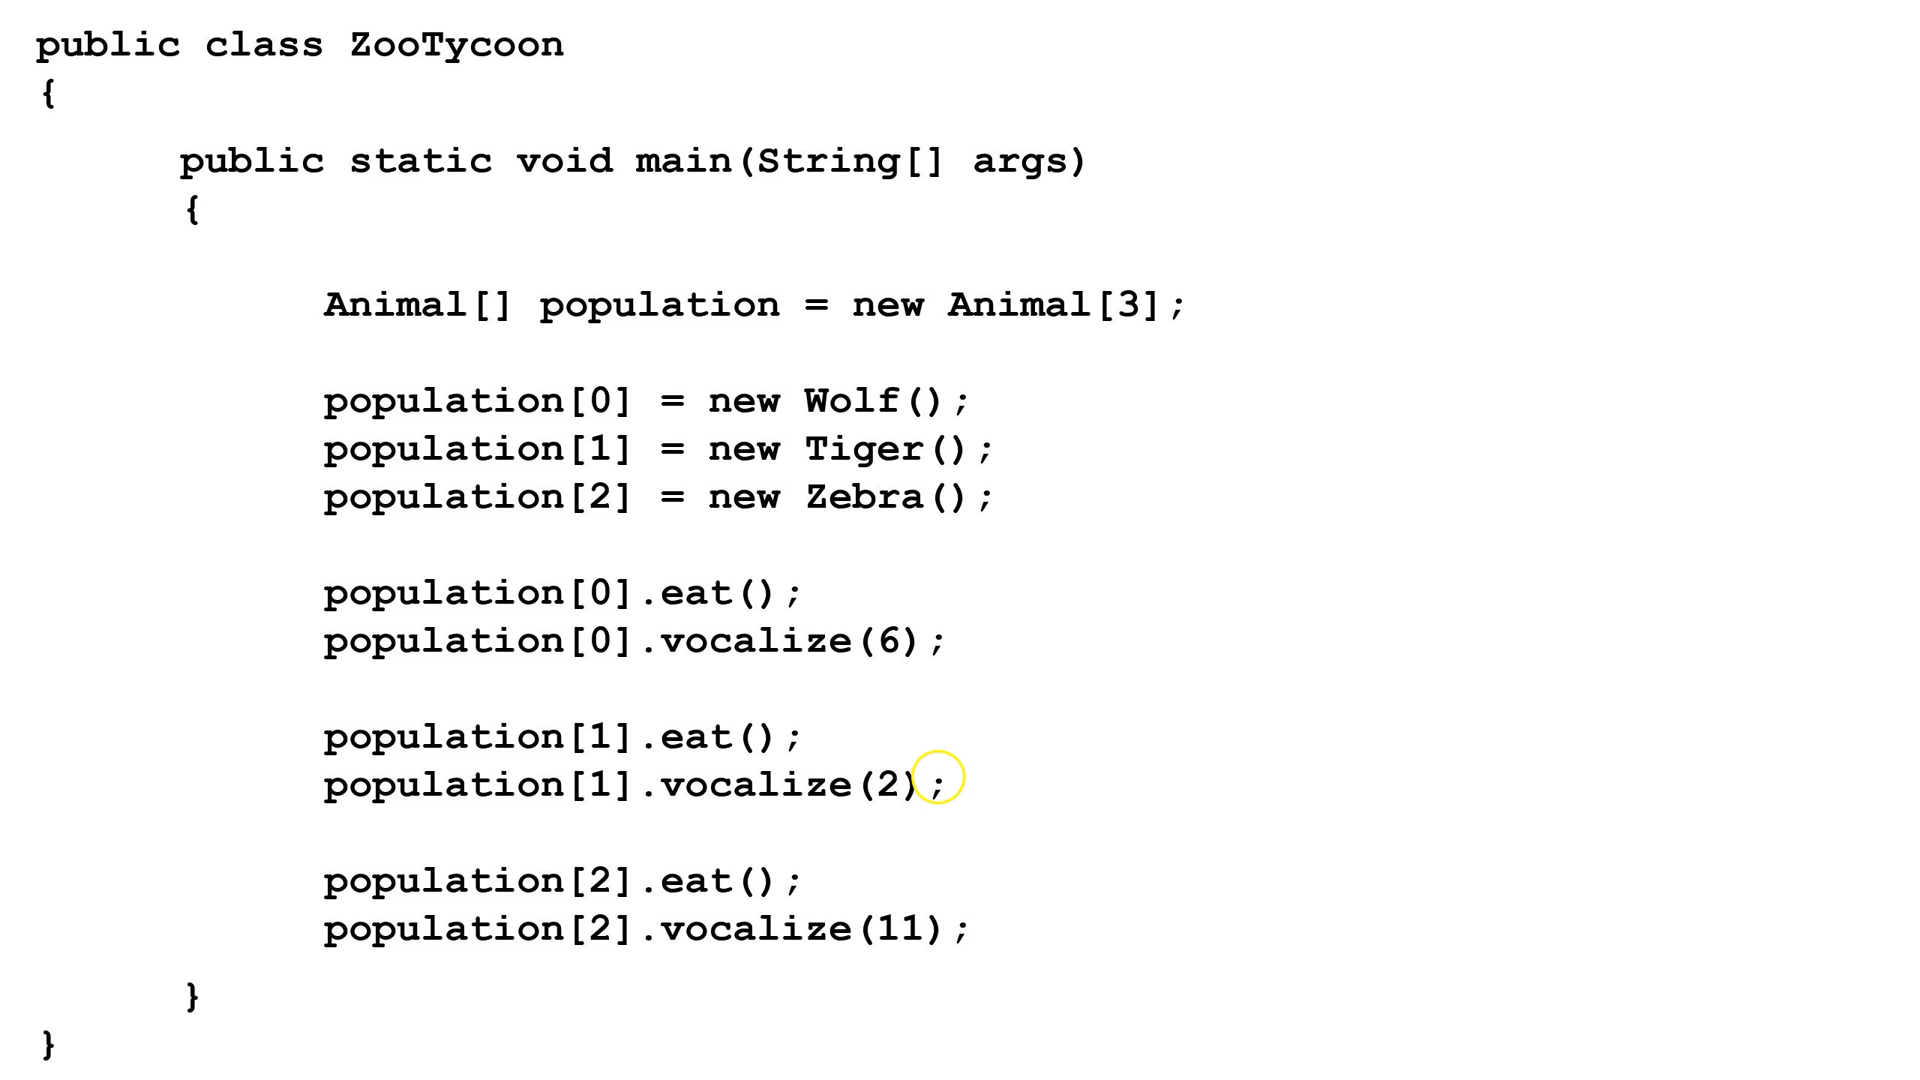 public class ZooTycoon
{
public static void main(String[] args)
{
Animal[] population = new Animal[3];
population[0] = new Wolf();
population[1] = new Tiger();
population[2] = new Zebra();
population[0].eat();
population[0].vocalize(6);
population[1].eat();
population[1].vocalize(2);
population[2].eat();
population[2].vocalize(11);
}
}